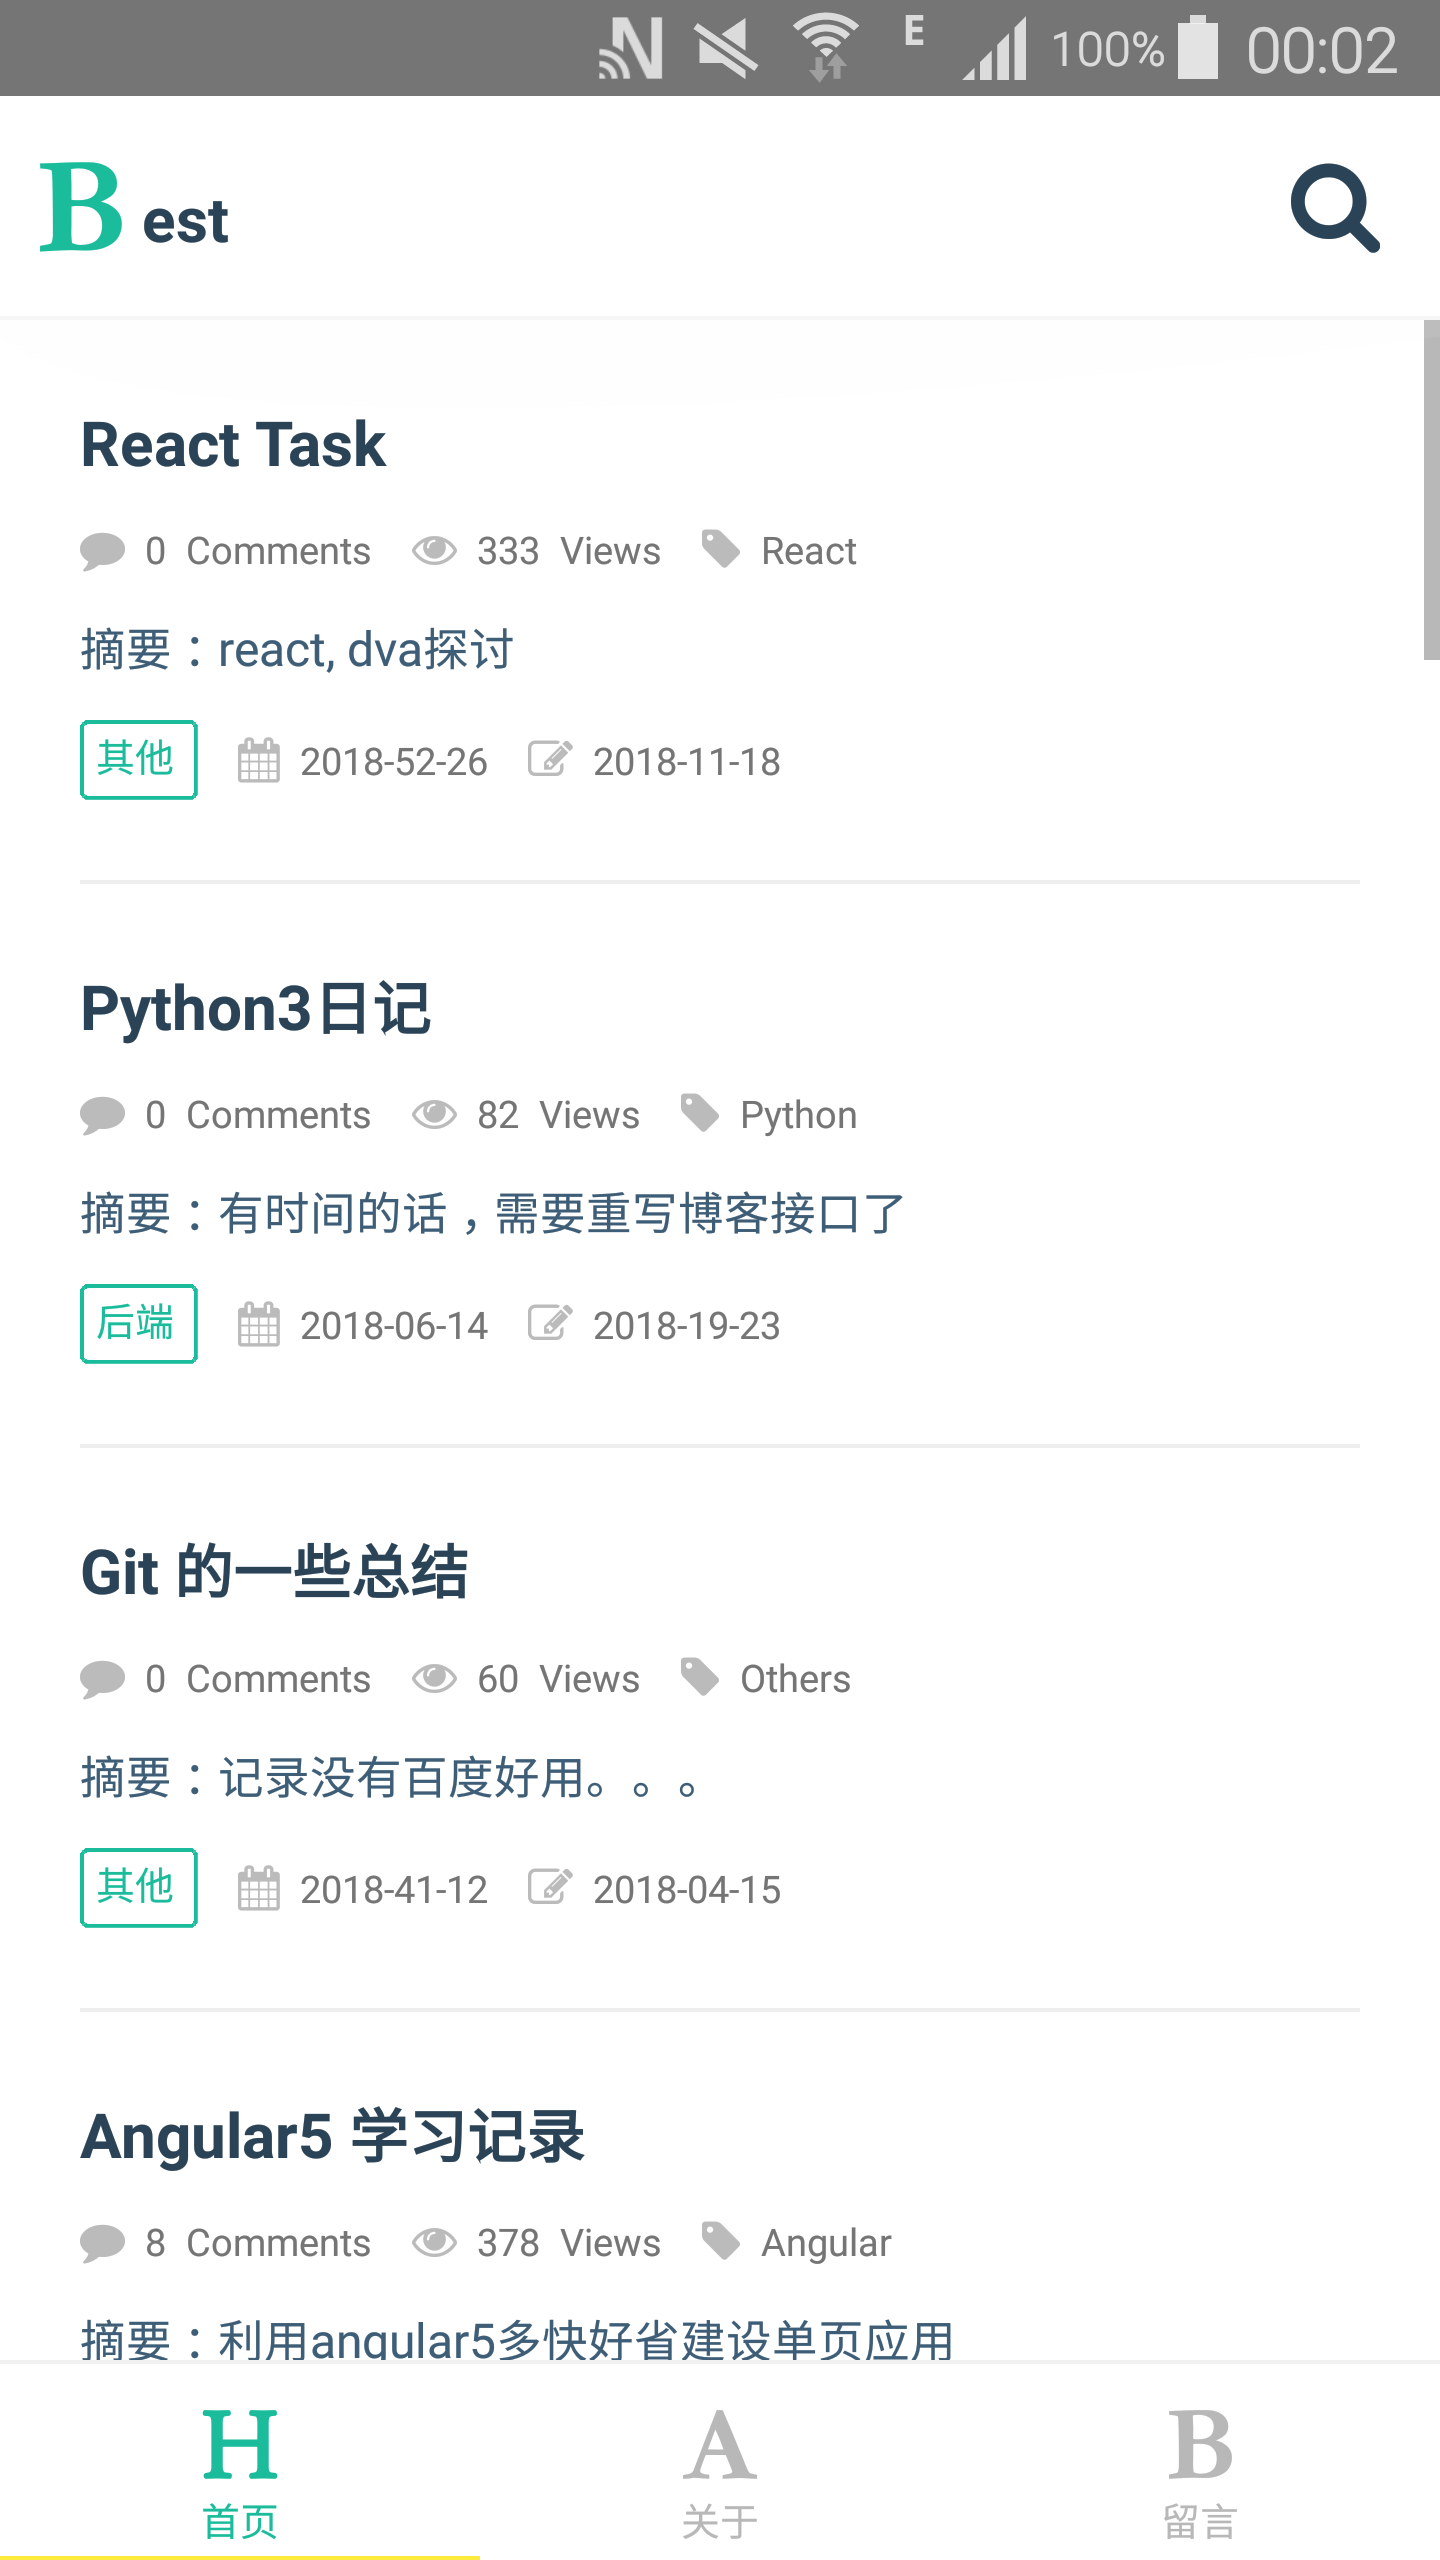 E 100% 00:02
Best
React Task
0 Comments 333 Views React
摘要：react, dva探讨
其他 2018-52-26 2018-11-18
Python3日记
0 Comments 82 Views Python
摘要：有时间的话，需要重写博客接口了
后端 2018-06-14 2018-19-23
Git 的一些总结
0 Comments 60 Views Others
摘要：记录没有百度好用。。。
其他 2018-41-12 2018-04-15
Angular5 学习记录
8 Comments 378 Views Angular
摘要：利用angular5多快好省建设单页应用
H A B
首页 关于 留言